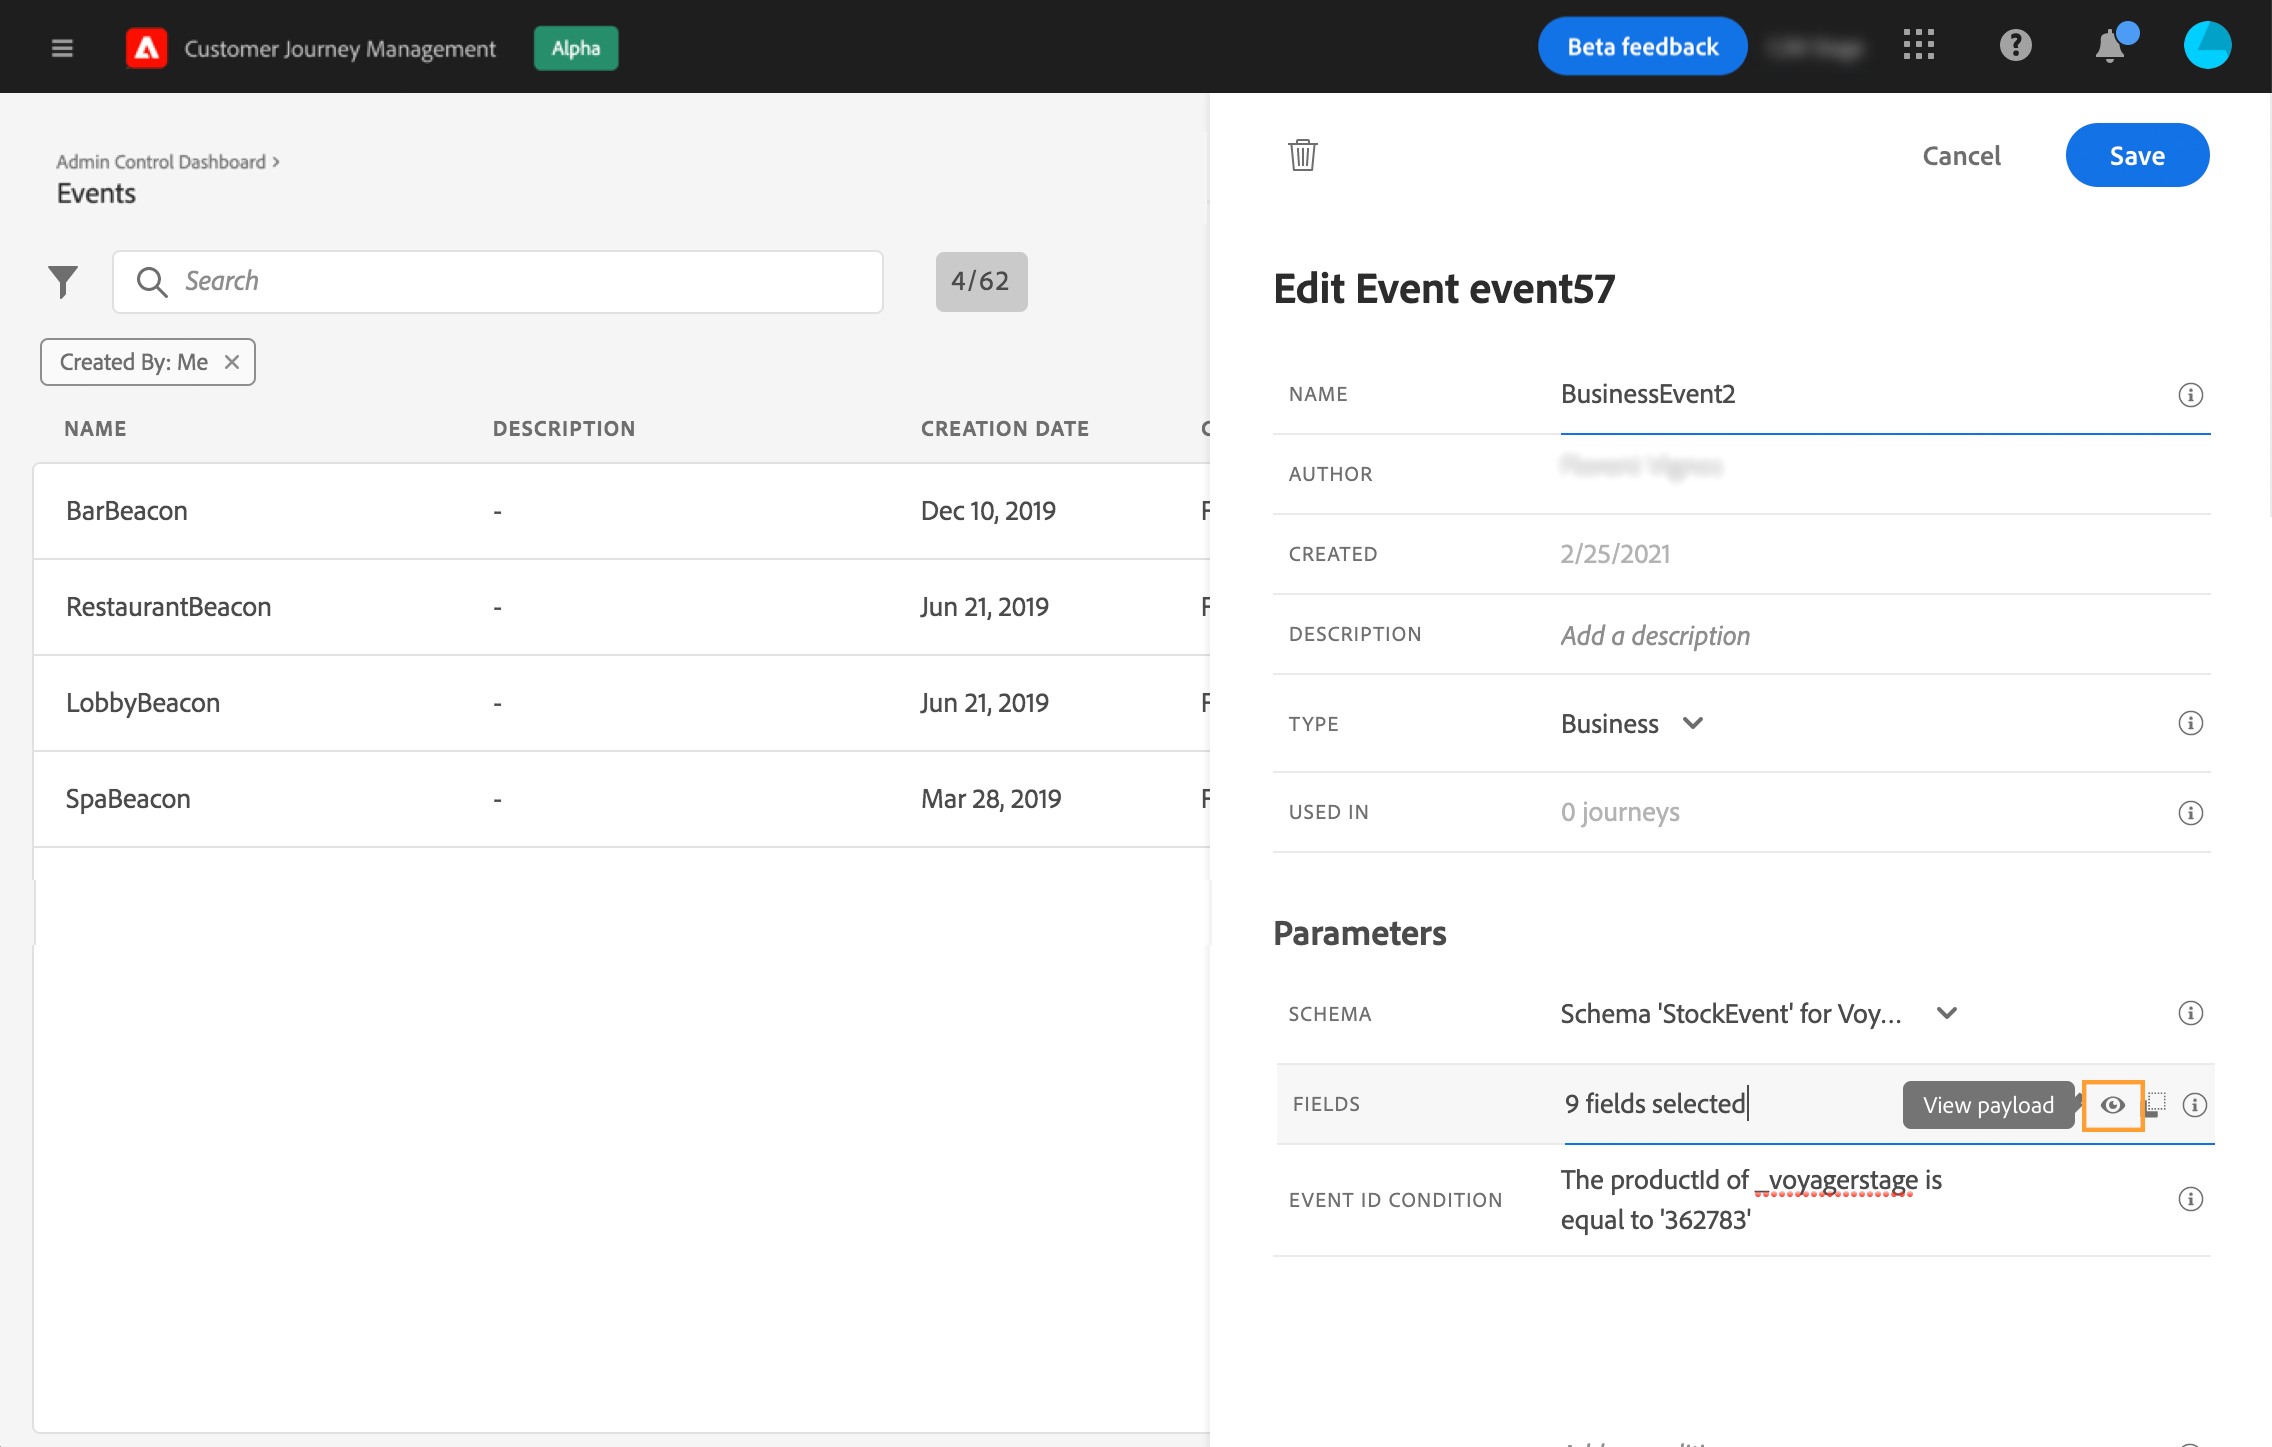 Customer Journey Management
Alpha
Beta feedback
Admin Control Dashboard >
Events
Search
4/62
Created By: Me
NAME
DESCRIPTION
CREATION DATE
BarBeacon
-
Dec 10, 2019
RestaurantBeacon
-
Jun 21, 2019
LobbyBeacon
-
Jun 21, 2019
SpaBeacon
-
Mar 28, 2019
Cancel
Save
Edit Event event57
NAME
BusinessEvent2
AUTHOR
CREATED
2/25/2021
DESCRIPTION
Add a description
TYPE
Business
USED IN
0 journeys
Parameters
SCHEMA
Schema 'StockEvent' for Voy...
FIELDS
9 fields selected
View payload
EVENT ID CONDITION
The productId of _voyagerstage is
equal to '362783'